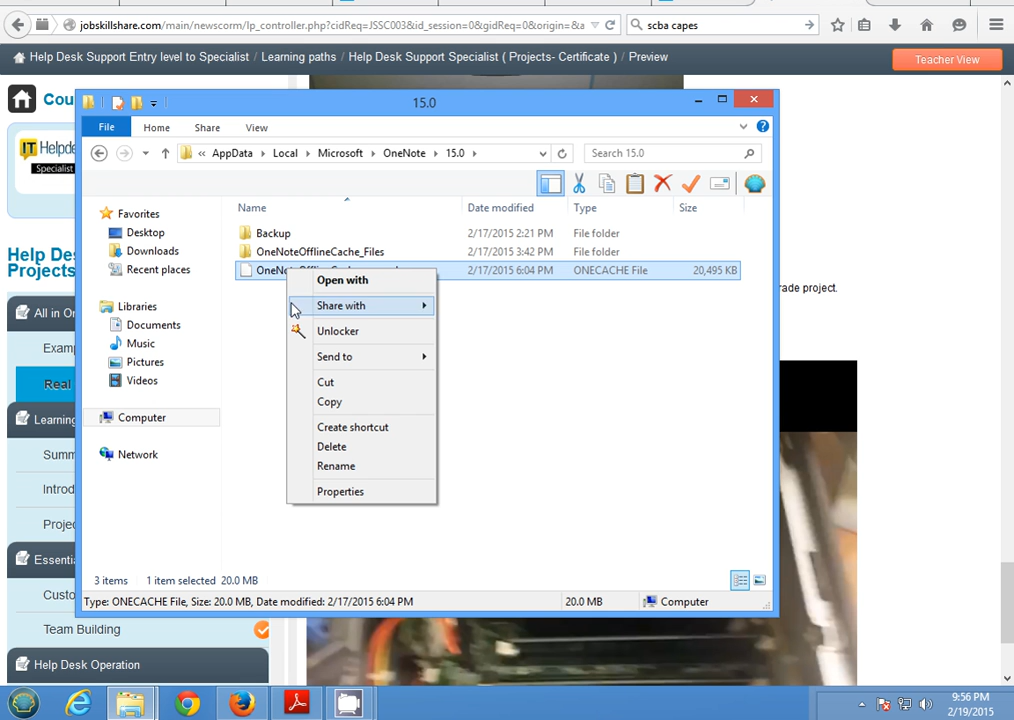 jobskillshare.com/main/newscorm/lp_controller.php?cidReq=JSSC003&id_session=0&gidReq=0&origin=&a
scba capes
Help Desk Support Entry level to Specialist / Learning paths / Help Desk Support Specialist ( Projects- Certificate ) / Preview
Teacher View
Cou
15.0
File Home Share View
« AppData Local Microsoft OneNote 15.0
Search 15.0
IT Helpde
Specialist
Name Date modified Type Size
Favorites
Desktop
Downloads
Recent places
Libraries
Documents
Music
Pictures
Videos
Computer
Network
Backup 2/17/2015 2:21 PM File folder
OneNoteOfflineCache_Files 2/17/2015 3:42 PM File folder
2/17/2015 6:04 PM ONECACHE File 20,495 KB
Open with
Share with
Unlocker
Send to
Cut
Copy
Create shortcut
Delete
Rename
Properties
rade project.
Help De
Projects
All in On
Examp
Real
Learning
Summ
Introd
Projec
Essentia
Custo
Team Building
Help Desk Operation
3 items 1 item selected 20.0 MB
Type: ONECACHE File, Size: 20.0 MB, Date modified: 2/17/2015 6:04 PM 20.0 MB Computer
9:56 PM
2/19/2015